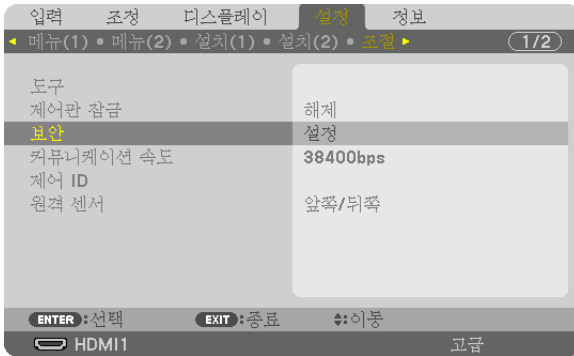 입력 조정 디스플레이 설정 정보
메뉴(1) 메뉴(2) 설치(1) 설치(2) 조절 1/2
도구
제어판 잠금 해제
보안 설정
커뮤니케이션 속도 38400bps
제어 ID
원격 센서 앞쪽/뒤쪽
ENTER :선택 EXIT :종료 :이동
HDMI1 고급